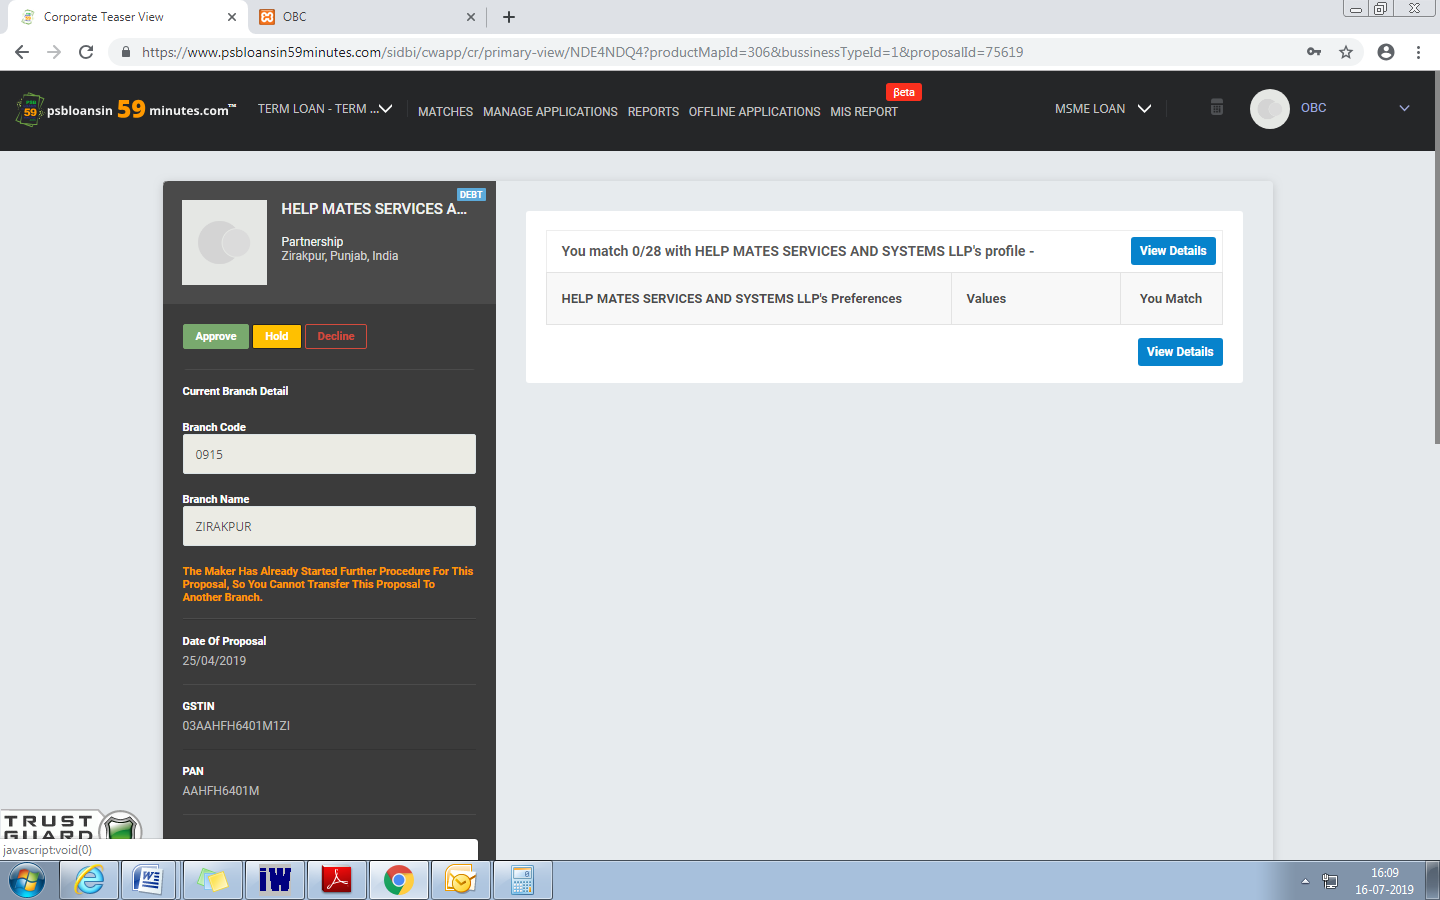 Corporate Teaser View
OBC
https://www.psbloansin59minutes.com/sidbi/cwapp/cr/primary-view/NDE4NDQ4?productMapId=306&bussinessTypeId=1&proposalId=75619
59 psbloansin 59 minutes.com™
TERM LOAN - TERM ...
MATCHES
MANAGE APPLICATIONS
REPORTS
OFFLINE APPLICATIONS
MIS REPORT
βeta
MSME LOAN
OBC
DEBT
HELP MATES SERVICES A...
Partnership
Zirakpur, Punjab, India
Approve
Hold
Decline
Current Branch Detail
Branch Code
0915
Branch Name
ZIRAKPUR
The Maker Has Already Started Further Procedure For This
Proposal, So You Cannot Transfer This Proposal To
Another Branch.
Date Of Proposal
25/04/2019
GSTIN
03AAHFH6401M1ZI
PAN
AAHFH6401M
You match 0/28 with HELP MATES SERVICES AND SYSTEMS LLP's profile -
View Details
HELP MATES SERVICES AND SYSTEMS LLP's Preferences
Values
You Match
View Details
TRUST
GUARD
javascript:void(0)
iW
16:09
16-07-2019